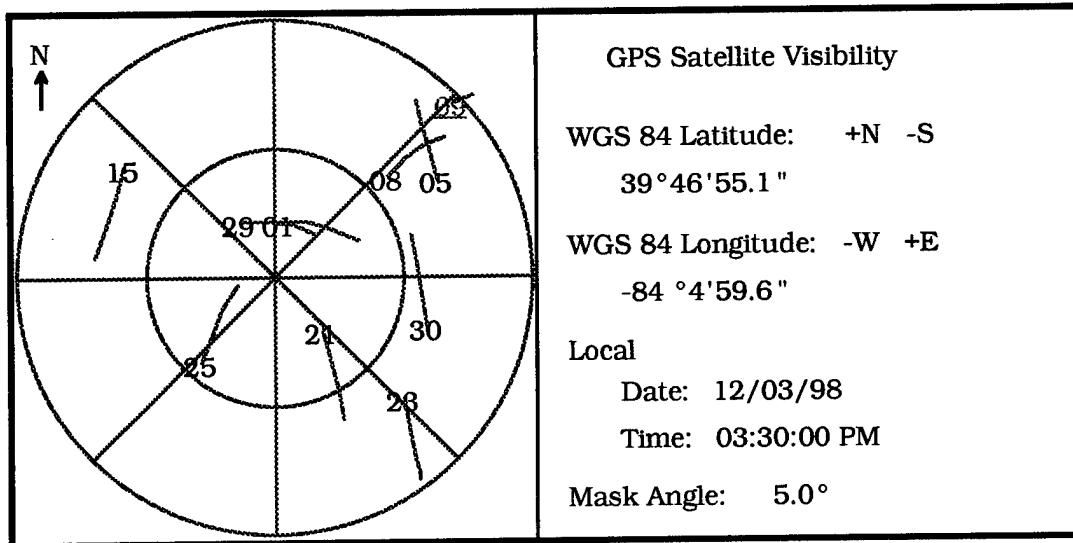 N
09
15
08 05
29 01
21
30
25
23
GPS Satellite Visibility
WGS 84 Latitude: +N -S
39°46'55.1"
WGS 84 Longitude: -W +E
-84 °4'59.6"
Local
Date: 12/03/98
Time: 03:30:00 PM
Mask Angle: 5.0°